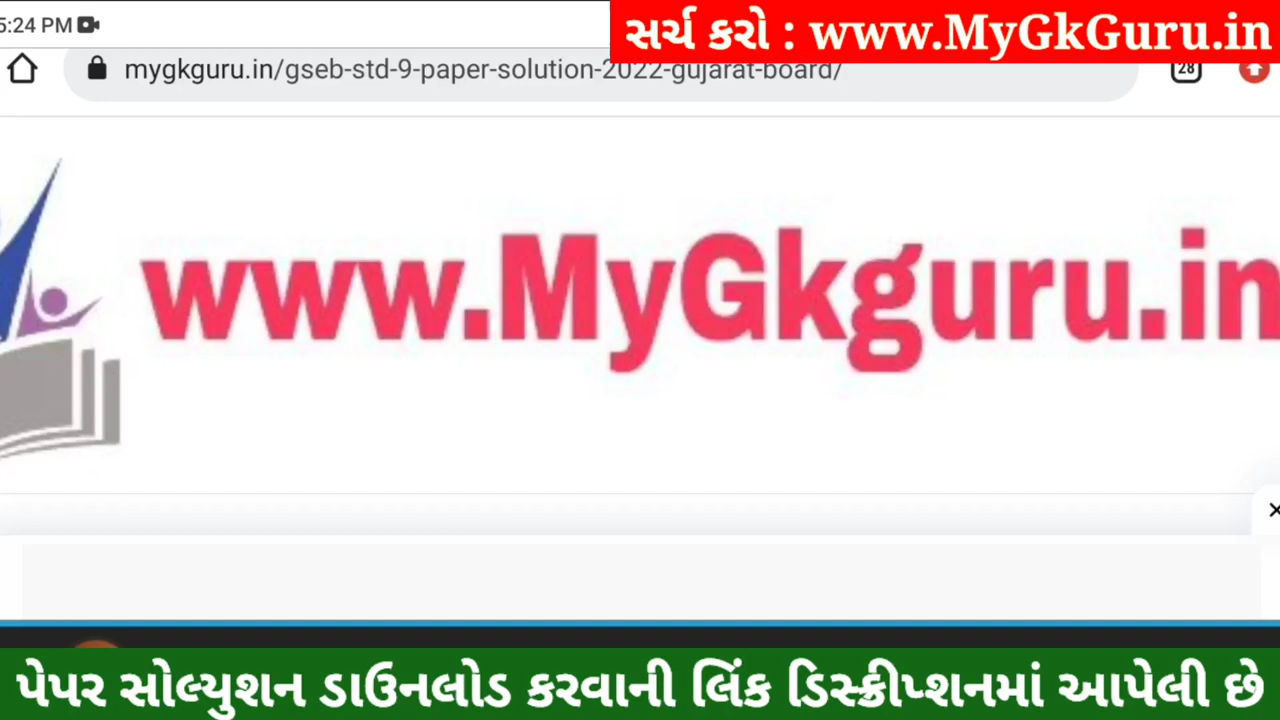 5:24 PM
સર્ચ કરો : www.MyGkGuru.in
mygkguru.in/gseb-std-9-paper-solution-2022-gujarat-board/
28
www.MyGkguru.in
પેપર સોલ્યુશન ડાઉનલોડ કરવાની લિંક ડિસ્ક્રીપ્શનમાં આપેલી છે